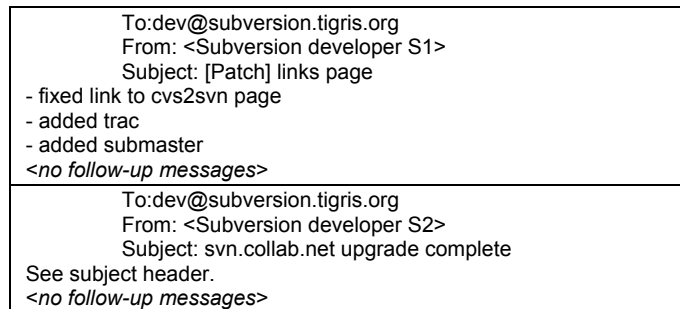 To:dev@subversion.tigris.org
From: <Subversion developer S1>
Subject: [Patch] links page
- fixed link to cvs2svn page
- added trac
- added submaster
<no follow-up messages>
To:dev@subversion.tigris.org
From: <Subversion developer S2>
Subject: svn.collab.net upgrade complete
See subject header.
<no follow-up messages>